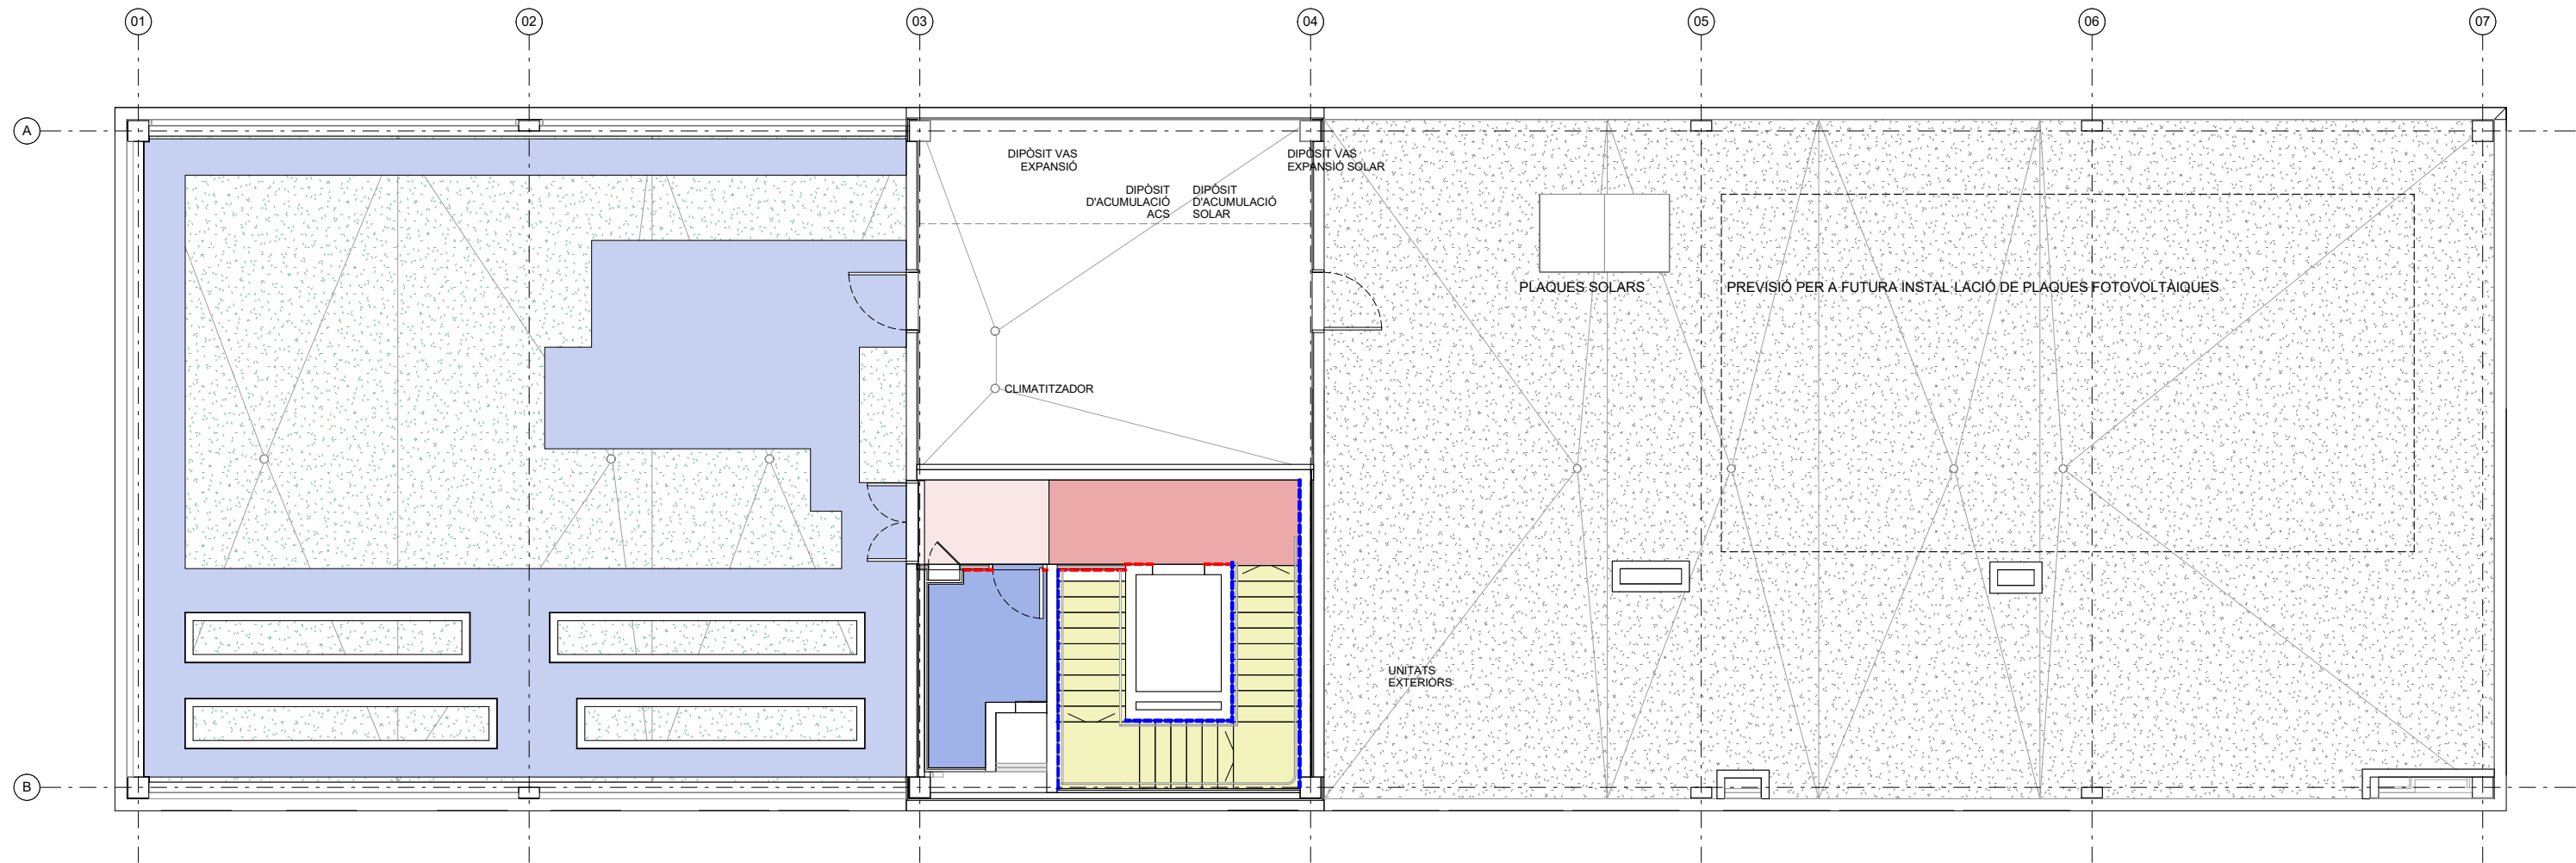 01
02
03
04
05
06
07
A
DIPÒSIT VAS
EXPANSIÓ
DIPÒSIT VAS
EXPANSIÓ SOLAR
DIPÒSIT
D'ACUMULACIÓ
ACS
DIPÒSIT
D'ACUMULACIÓ
SOLAR
PLAQUES SOLARS
PREVISIÓ PER A FUTURA INSTAL LACIÓ DE PLAQUES FOTOVOLTÀIQUES
CLIMATITZADOR
UNITATS
EXTERIORS
B